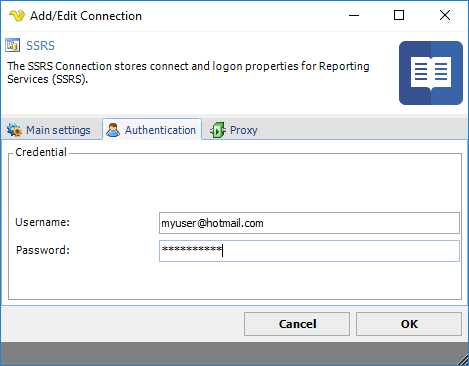 Add/Edit Connection
SSRS
The SSRS Connection stores connect and logon properties for Reporting
Services (SSRS).
Main settings Authentication Proxy
Credential
Username: myuser@hotmail.com
Password: **********
Cancel OK